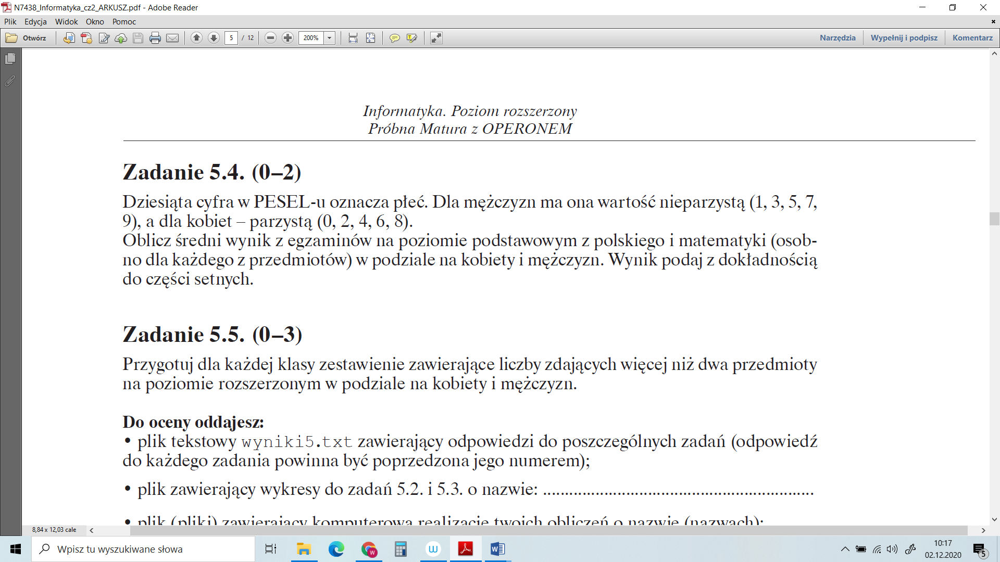 N7438_Informatyka_cz2_ARKUSZ.pdf - Adobe Reader
Plik Edycja Widok Okno Pomoc
Otwórz 5 / 12 200% Narzędzia Wypełnij i podpisz Komentarz
Informatyka. Poziom rozszerzony
Próbna Matura z OPERONEM
Zadanie 5.4. (0–2)
Dziesiąta cyfra w PESEL-u oznacza płeć. Dla mężczyzn ma ona wartość nieparzystą (1, 3, 5, 7,
9), a dla kobiet – parzystą (0, 2, 4, 6, 8).
Oblicz średni wynik z egzaminów na poziomie podstawowym z polskiego i matematyki (osob-
no dla każdego z przedmiotów) w podziale na kobiety i mężczyzn. Wynik podaj z dokładnością
do części setnych.
Zadanie 5.5. (0–3)
Przygotuj dla każdej klasy zestawienie zawierające liczby zdających więcej niż dwa przedmioty
na poziomie rozszerzonym w podziale na kobiety i mężczyzn.
Do oceny oddajesz:
• plik tekstowy wyniki5.txt zawierający odpowiedzi do poszczególnych zadań (odpowiedź
do każdego zadania powinna być poprzedzona jego numerem);
• plik zawierający wykresy do zadań 5.2. i 5.3. o nazwie: ......................................................
• plik (pliki) zawierający komputerową realizację twoich obliczeń o nazwie (nazwach):
8,84 x 12,03 cale
Wpisz tu wyszukiwane słowa
10:17
02.12.2020
5